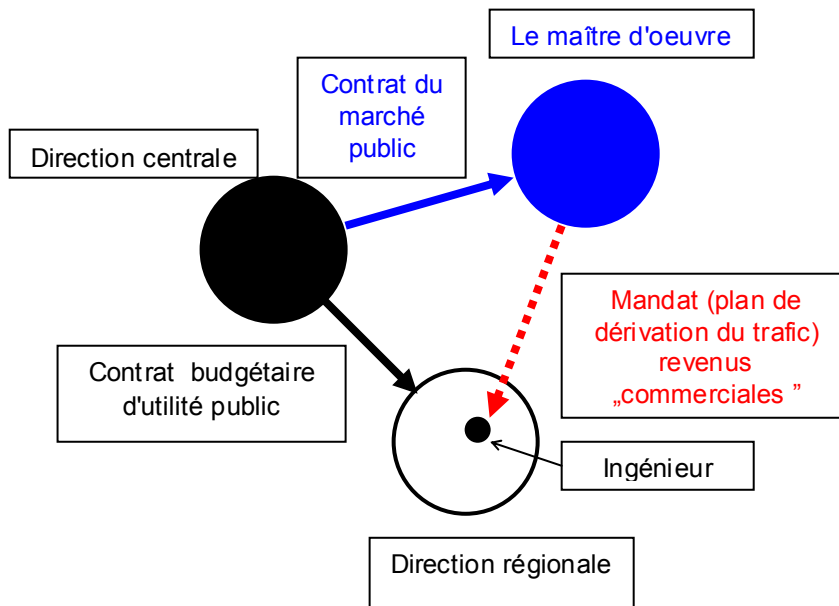 Le maître d'oeuvre
Contrat du
marché
public
Direction centrale
Mandat (plan de
dérivation du trafic)
revenus
„commerciales ”
Contrat budgétaire
d'utilité public
Ingénieur
Direction régionale